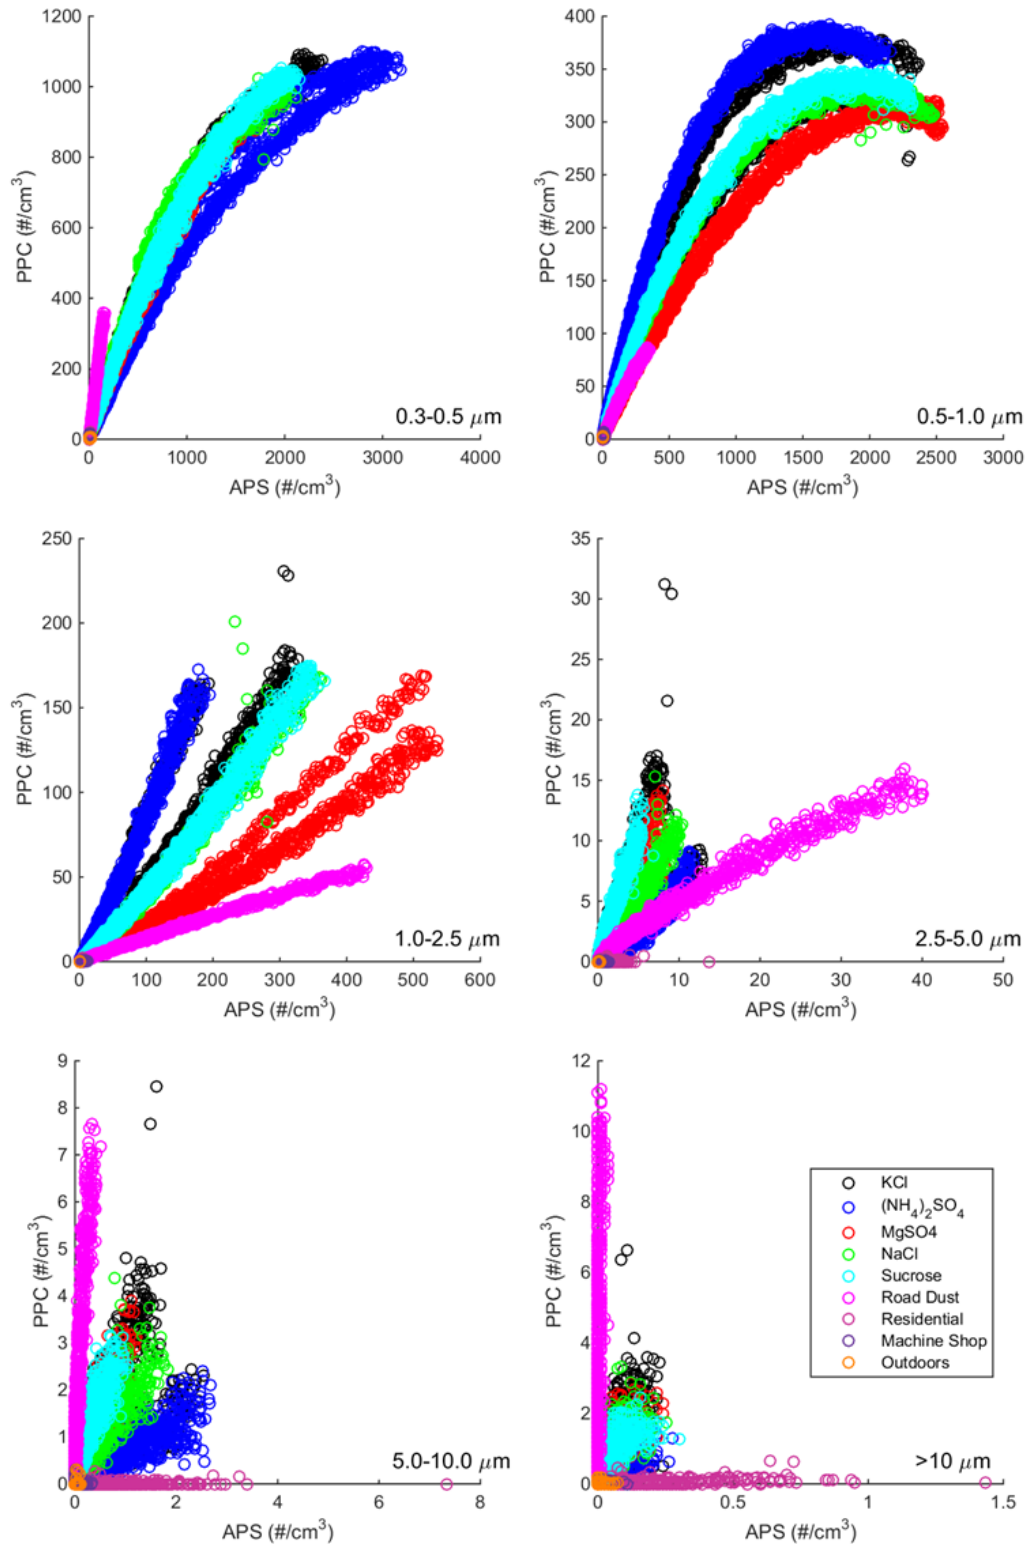 1200
1000
800
600
400
200
0
PPC (#/cm³)
0 1000 2000 3000 4000
APS (#/cm³)
0.3-0.5 μm
400
350
300
250
200
150
100
50
0
PPC (#/cm³)
0 500 1000 1500 2000 2500 3000
APS (#/cm³)
0.5-1.0 μm
250
200
150
100
50
0
PPC (#/cm³)
0 100 200 300 400 500 600
APS (#/cm³)
1.0-2.5 μm
35
30
25
20
15
10
5
0
PPC (#/cm³)
0 10 20 30 40 50
APS (#/cm³)
2.5-5.0 μm
9
8
7
6
5
4
3
2
1
0
PPC (#/cm³)
0 2 4 6 8
APS (#/cm³)
5.0-10.0 μm
12
10
8
6
4
2
0
PPC (#/cm³)
0 0.5 1 1.5
APS (#/cm³)
>10 μm
KCl
(NH₄)₂SO₄
MgSO4
NaCl
Sucrose
Road Dust
Residential
Machine Shop
Outdoors